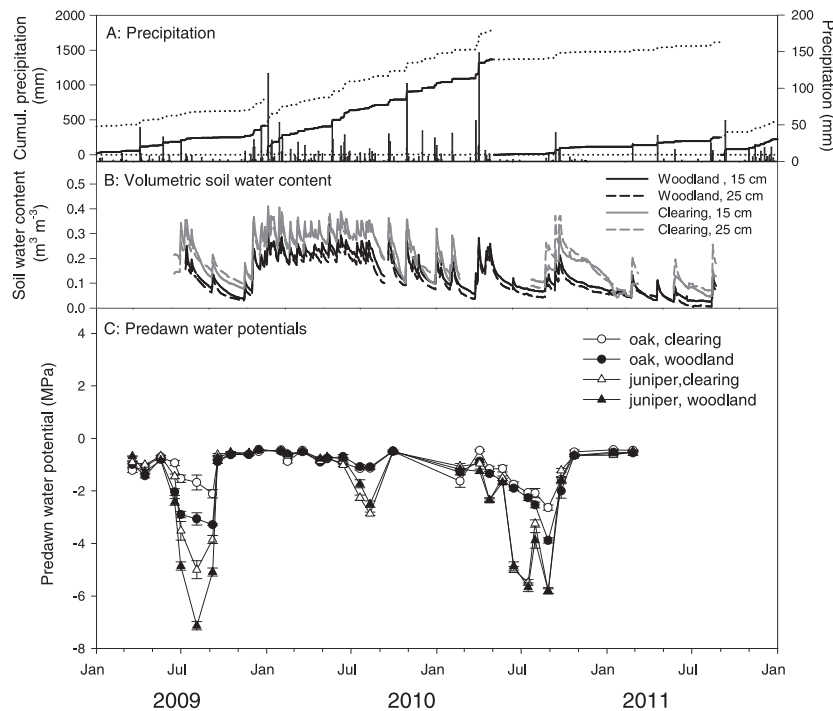 A: Precipitation
Cumul. precipitation
(mm)
2000
1500
1000
500
0
Precipitation (mm)
200
150
100
50
0
B: Volumetric soil water content
Soil water content
(m³ m⁻³)
0.5
0.4
0.3
0.2
0.1
0.0
Woodland , 15 cm
Woodland, 25 cm
Clearing, 15 cm
Clearing, 25 cm
C: Predawn water potentials
Predawn water potential (MPa)
4
2
0
-2
-4
-6
-8
oak, clearing
oak, woodland
juniper,clearing
juniper, woodland
Jan Jul Jan Jul Jan Jul Jan Jul Jan
2009 2010 2011